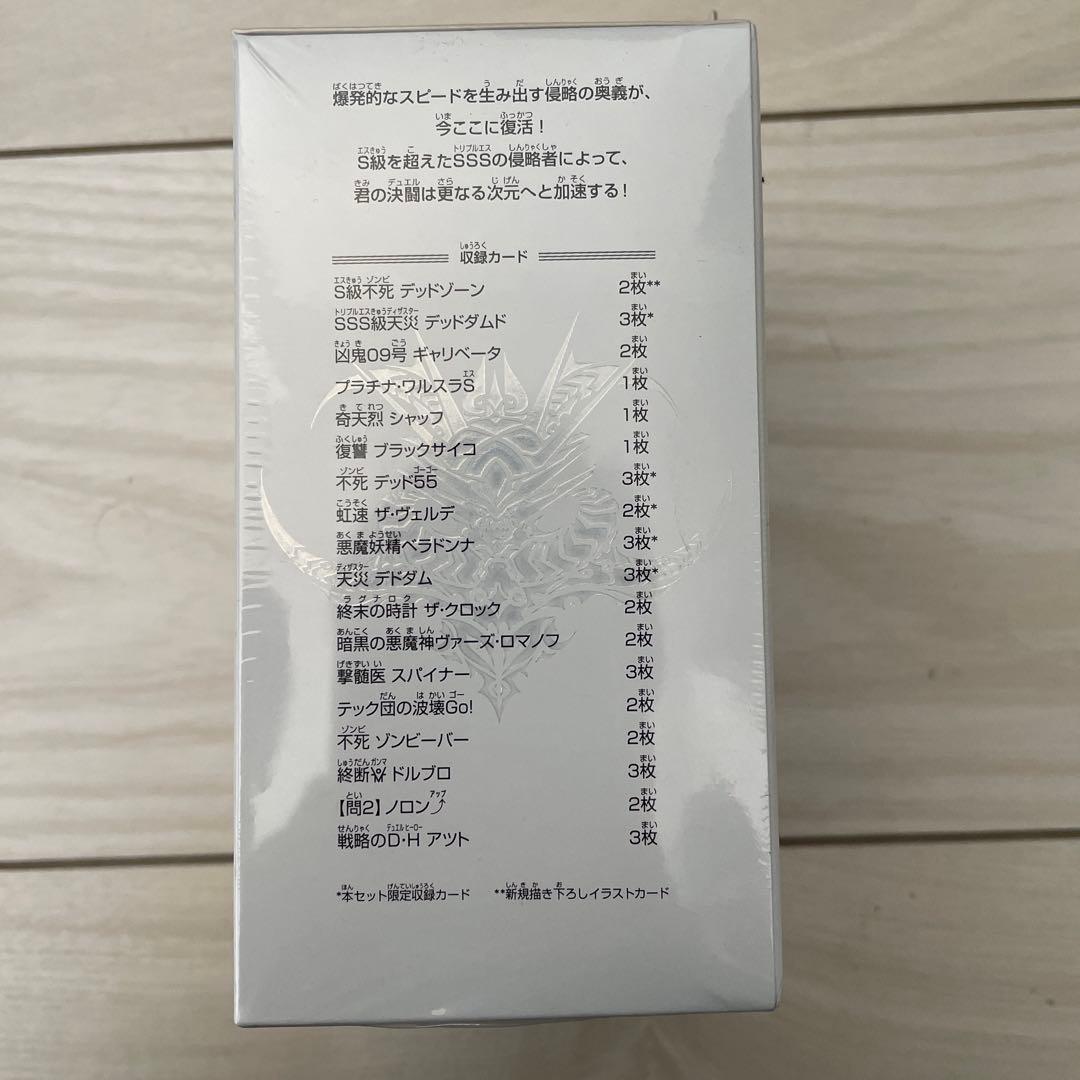 爆発的なスピードを生み出す侵略の奥義が、
今ここに復活！
S級を超えたSSSの侵略者によって、
君の決闘は更なる次元へと加速する！
収録カード
S級不死 デッドゾーン 2枚**
SSS級天災 デッドダムド 3枚*
凶鬼09号 ギャリベータ 2枚
プラチナ・ワルスラS 1枚
奇天烈 シャッフ 1枚
復讐 ブラックサイコ 1枚
不死 デッド55 3枚*
虹速 ザ・ヴェルデ 2枚*
悪魔妖精ベラドンナ 3枚*
天災 デドダム 3枚*
終末の時計 ザ・クロック 2枚
暗黒の悪魔神ヴァーズ・ロマノフ 2枚
撃髄医 スパイナー 3枚
テック団の波壊Go! 2枚
不死 ゾンビーバー 2枚
終断γ ドルブロ 3枚
【問2】ノロン⤴ 2枚
戦略のD・H アツト 3枚
*本セット限定収録カード **新規描き下ろしイラストカード